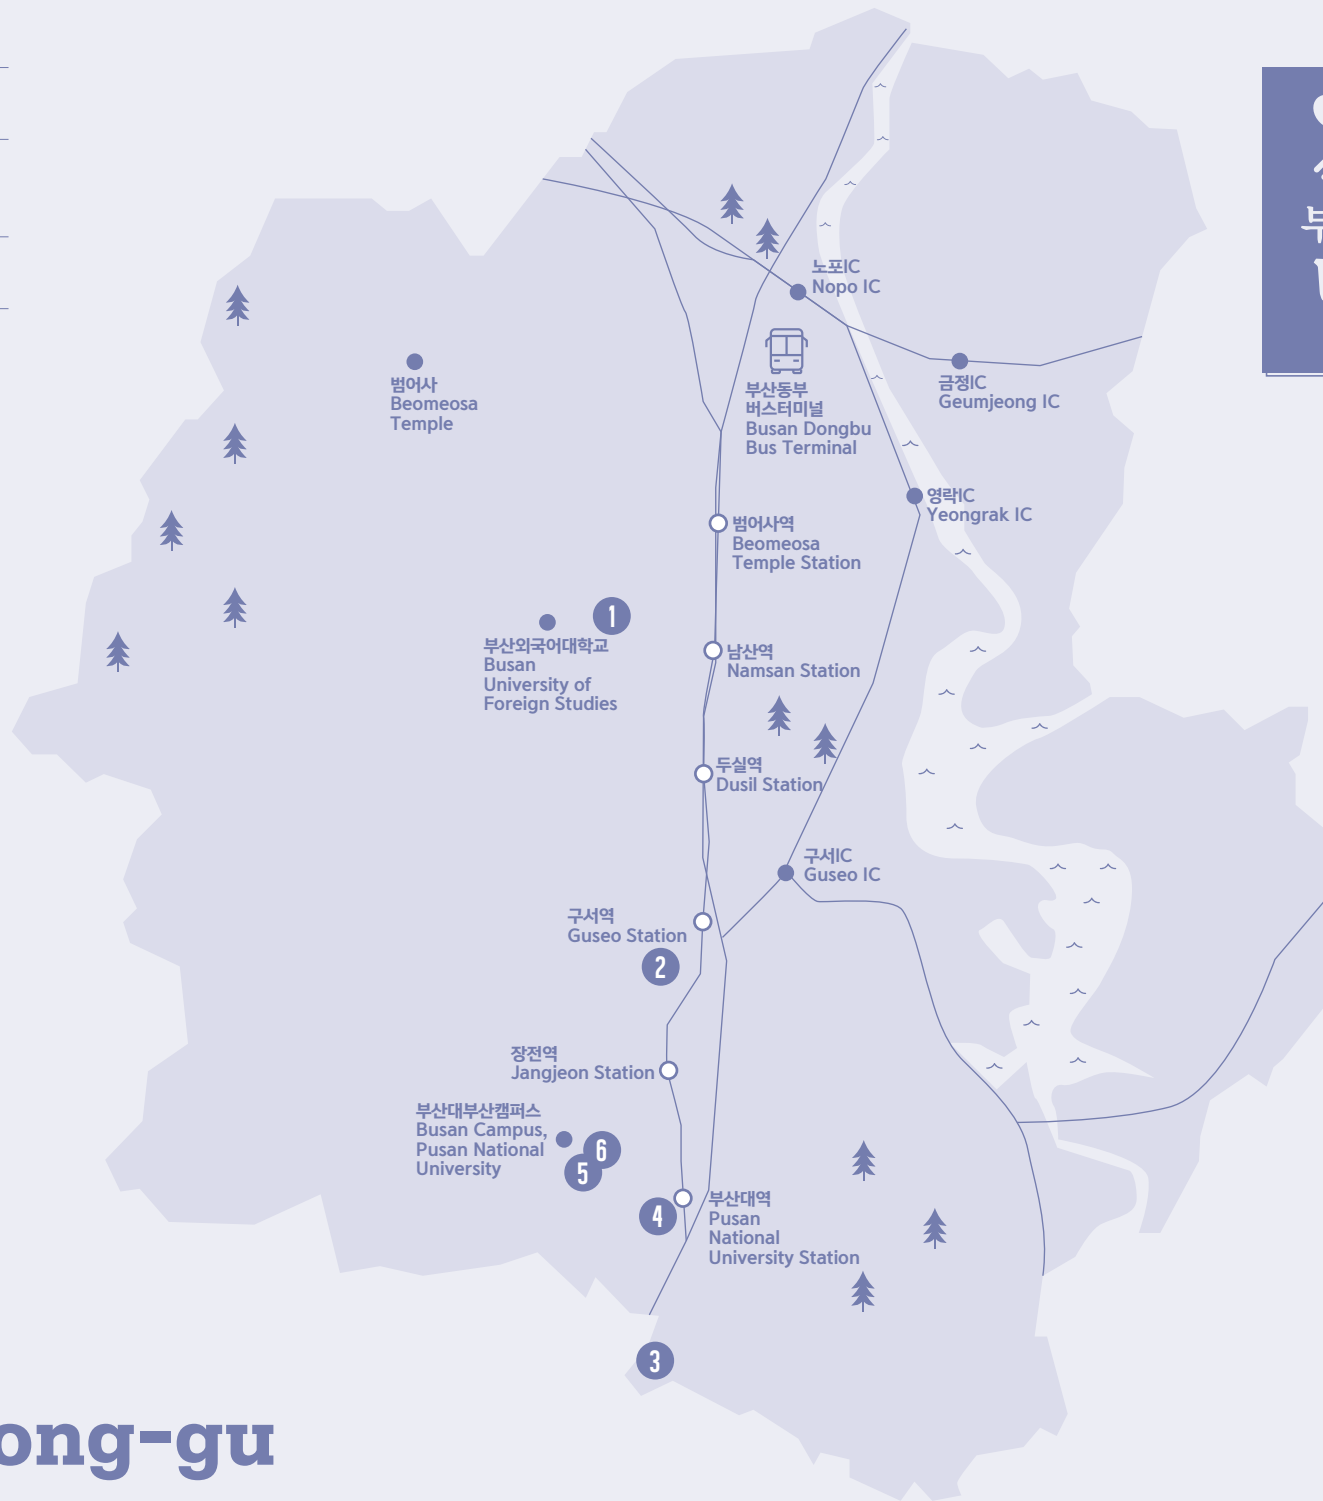 노포IC
Nopo IC
부산동부
버스터미널
Busan Dongbu
Bus Terminal
금정IC
Geumjeong IC
범어사
Beomeosa
Temple
영락IC
Yeongrak IC
범어사역
Beomeosa
Temple Station
1
부산외국어대학교
Busan
University of
Foreign Studies
남산역
Namsan Station
두실역
Dusil Station
구서IC
Guseo IC
구서역
Guseo Station
2
장전역
Jangjeon Station
부산대부산캠퍼스
Busan Campus,
Pusan National
University
6
5
4
부산대역
Pusan
National
University Station
3
ong-gu